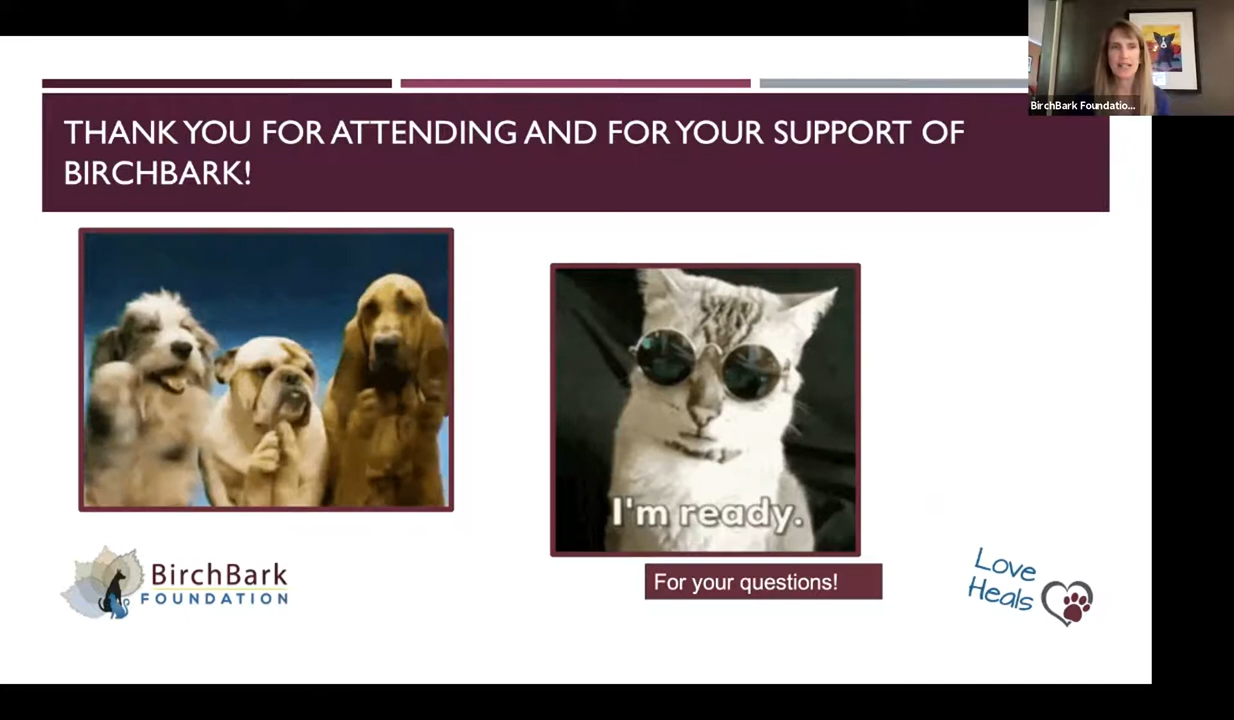 BirchBark Foundatio...
THANK YOU FOR ATTENDING AND FOR YOUR SUPPORT OF
BIRCHBARK!
I'm ready.
For your questions!
BirchBark
FOUNDATION
Love
Heals